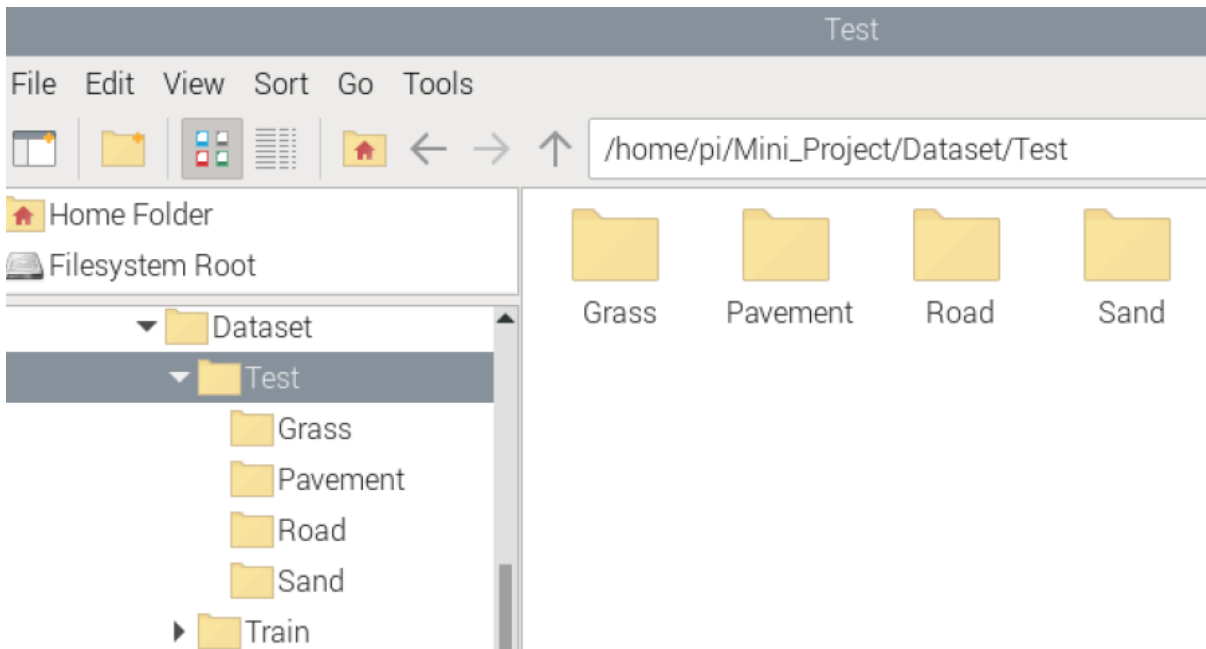 Test
File Edit View Sort Go Tools
/home/pi/Mini_Project/Dataset/Test
Home Folder
Filesystem Root
Dataset
Test
Grass
Pavement
Road
Sand
Train
Grass Pavement Road Sand